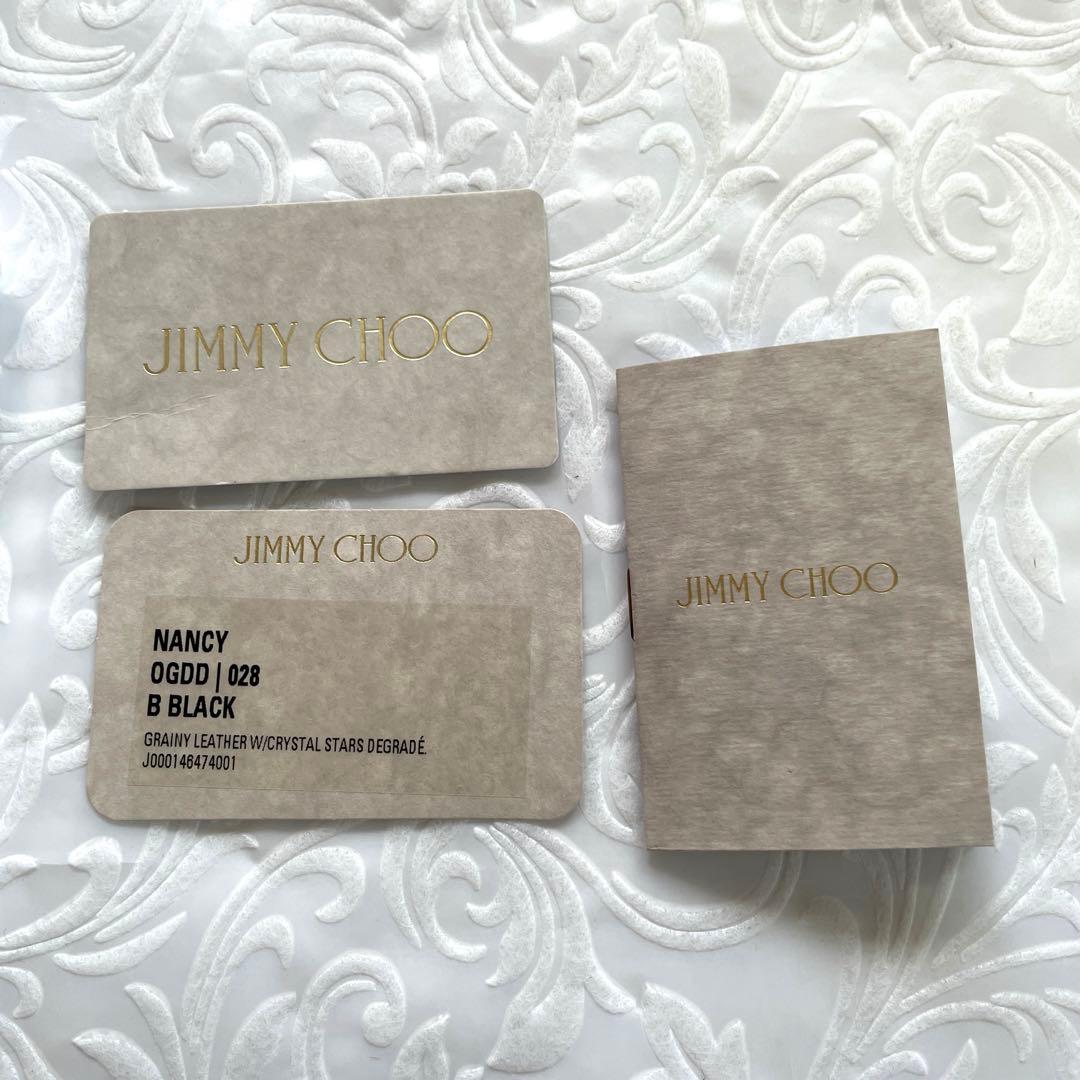 JIMMY CHOO
JIMMY CHOO
NANCY
OGDD | 028
B BLACK
GRAINY LEATHER W/CRYSTAL STARS DEGRADÉ.
J000146474001
JIMMY CHOO